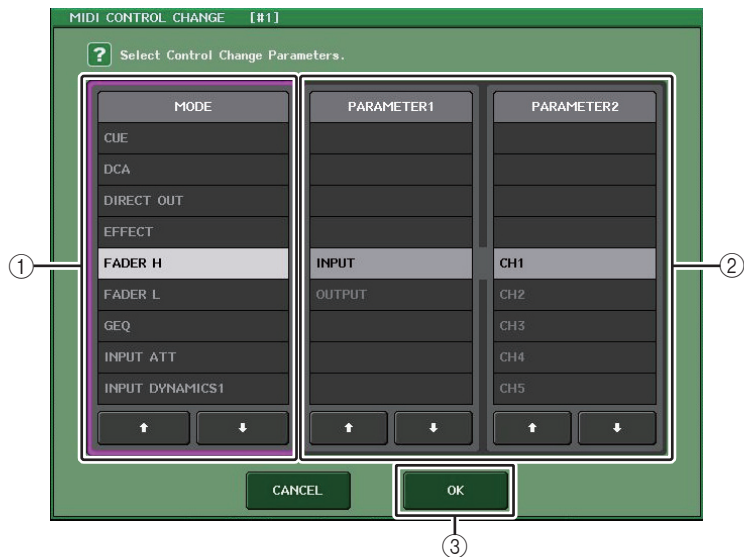 MIDI CONTROL CHANGE [#1]
? Select Control Change Parameters.
MODE
CUE
DCA
DIRECT OUT
EFFECT
FADER H
FADER L
GEQ
INPUT ATT
INPUT DYNAMICS1
PARAMETER1
INPUT
OUTPUT
PARAMETER2
CH1
CH2
CH3
CH4
CH5
CANCEL
OK
①
②
③